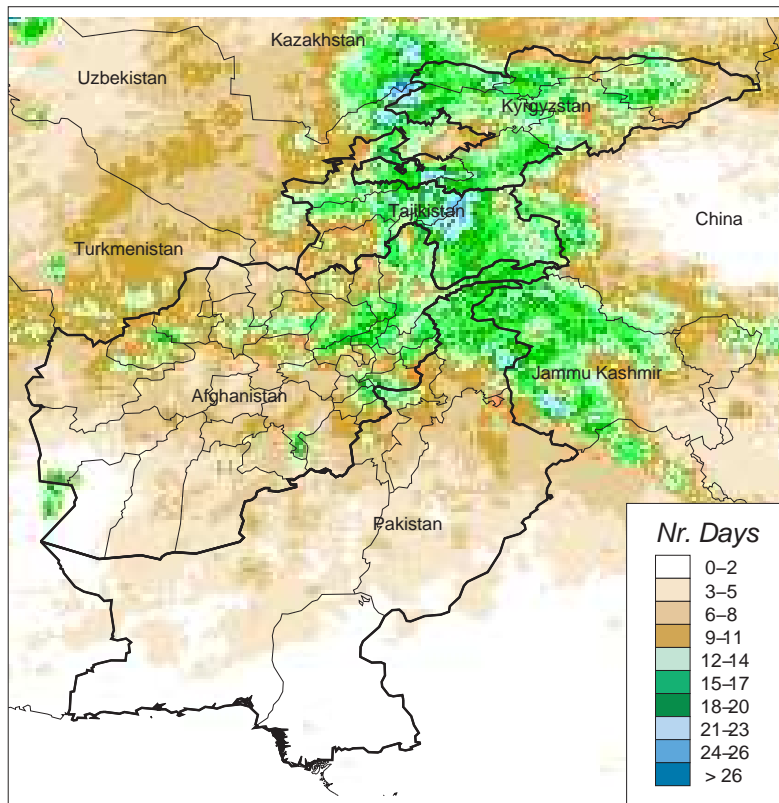 Kazakhstan
Uzbekistan
Kyrgyzstan
Tajikistan
China
Turkmenistan
Jammu Kashmir
Afghanistan
Pakistan
Nr. Days
0–2
3–5
6–8
9–11
12–14
15–17
18–20
21–23
24–26
> 26